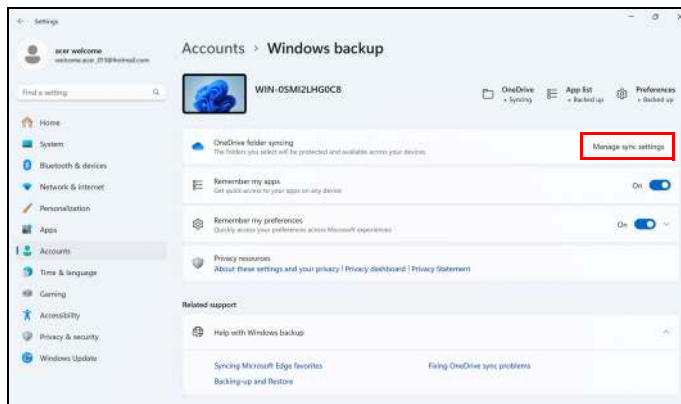 Settings
acer welcome
Accounts > Windows backup
Find a setting
WIN-0SMI2LHG0C8
OneDrive
• Syncing
App list
• Backed up
Preferences
• Backed up
Home
System
Bluetooth & devices
Network & internet
Personalization
Apps
Accounts
Time & language
Gaming
Accessibility
Privacy & security
Windows Update
OneDrive folder syncing
The folders you select will be protected and available across your devices
Manage sync settings
Remember my apps
Get quick access to your apps on any device
On
Remember my preferences
Quickly access your preferences across Microsoft experiences
On
Privacy resources
About these settings and your privacy | Privacy dashboard | Privacy Statement
Related support
Help with Windows backup
Syncing Microsoft Edge favorites
Fixing OneDrive sync problems
Backing-up and Restore